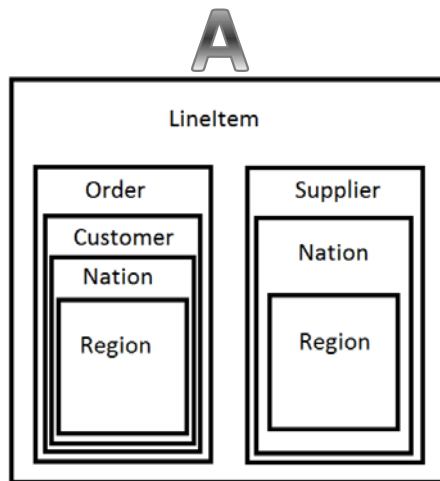 A
LineItem
Order
Customer
Nation
Region
Supplier
Nation
Region